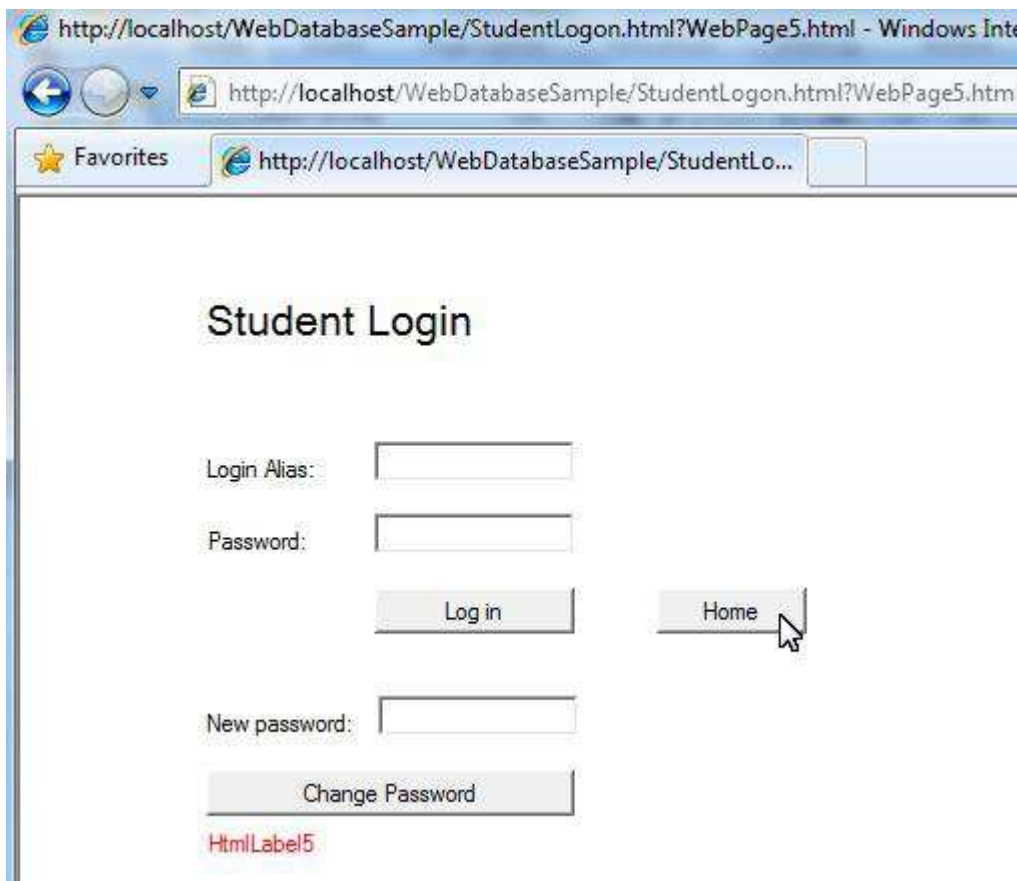 http://localhost/WebDatabaseSample/StudentLogon.html?WebPage5.html - Windows Inte
http://localhost/WebDatabaseSample/StudentLogon.html?WebPage5.htm
Favorites http://localhost/WebDatabaseSample/StudentLo...
Student Login
Login Alias:
Password:
Log in Home
New password:
Change Password
HtmlLabel5